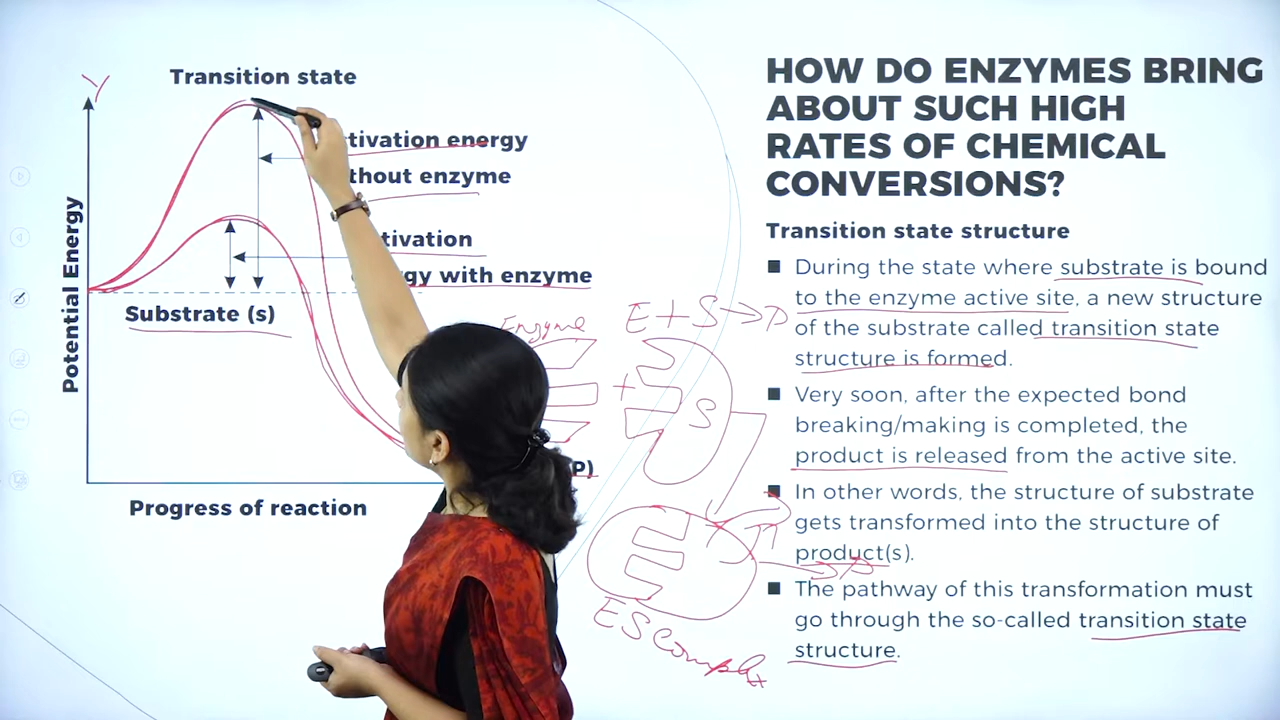 Y
Transition state
tivation energy
thout enzyme
tivation
gy with enzyme
Substrate (s)
Potential Energy
P)
Progress of reaction
Enzyme
E + S → P
+
S
P
ES Complex
HOW DO ENZYMES BRING
ABOUT SUCH HIGH
RATES OF CHEMICAL
CONVERSIONS?
Transition state structure
■ During the state where substrate is bound
to the enzyme active site, a new structure
of the substrate called transition state
structure is formed.
■ Very soon, after the expected bond
breaking/making is completed, the
product is released from the active site.
■ In other words, the structure of substrate
gets transformed into the structure of
product(s).
■ The pathway of this transformation must
go through the so-called transition state
structure.